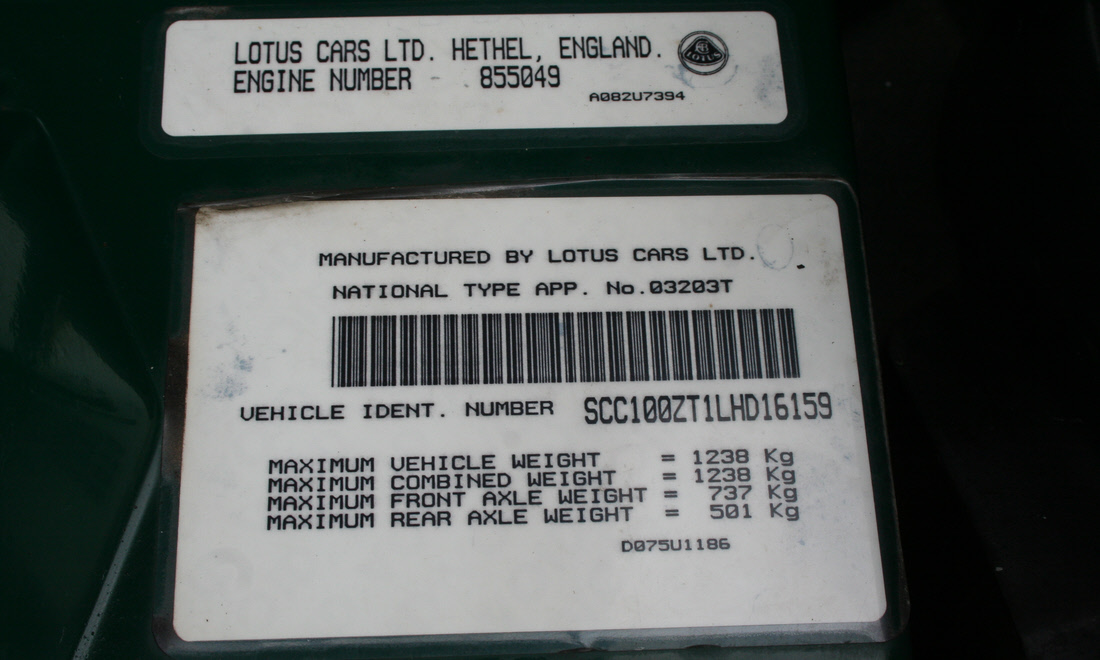 LOTUS CARS LTD. HETHEL, ENGLAND.
LOTUS
ENGINE NUMBER 855049
A082U7394
MANUFACTURED BY LOTUS CARS LTD.
NATIONAL TYPE APP. No.03203T
VEHICLE IDENT. NUMBER SCC100ZT1LHD16159
MAXIMUM VEHICLE WEIGHT = 1238 Kg
MAXIMUM COMBINED WEIGHT = 1238 Kg
MAXIMUM FRONT AXLE WEIGHT = 737 Kg
MAXIMUM REAR AXLE WEIGHT = 501 Kg
D075U1186